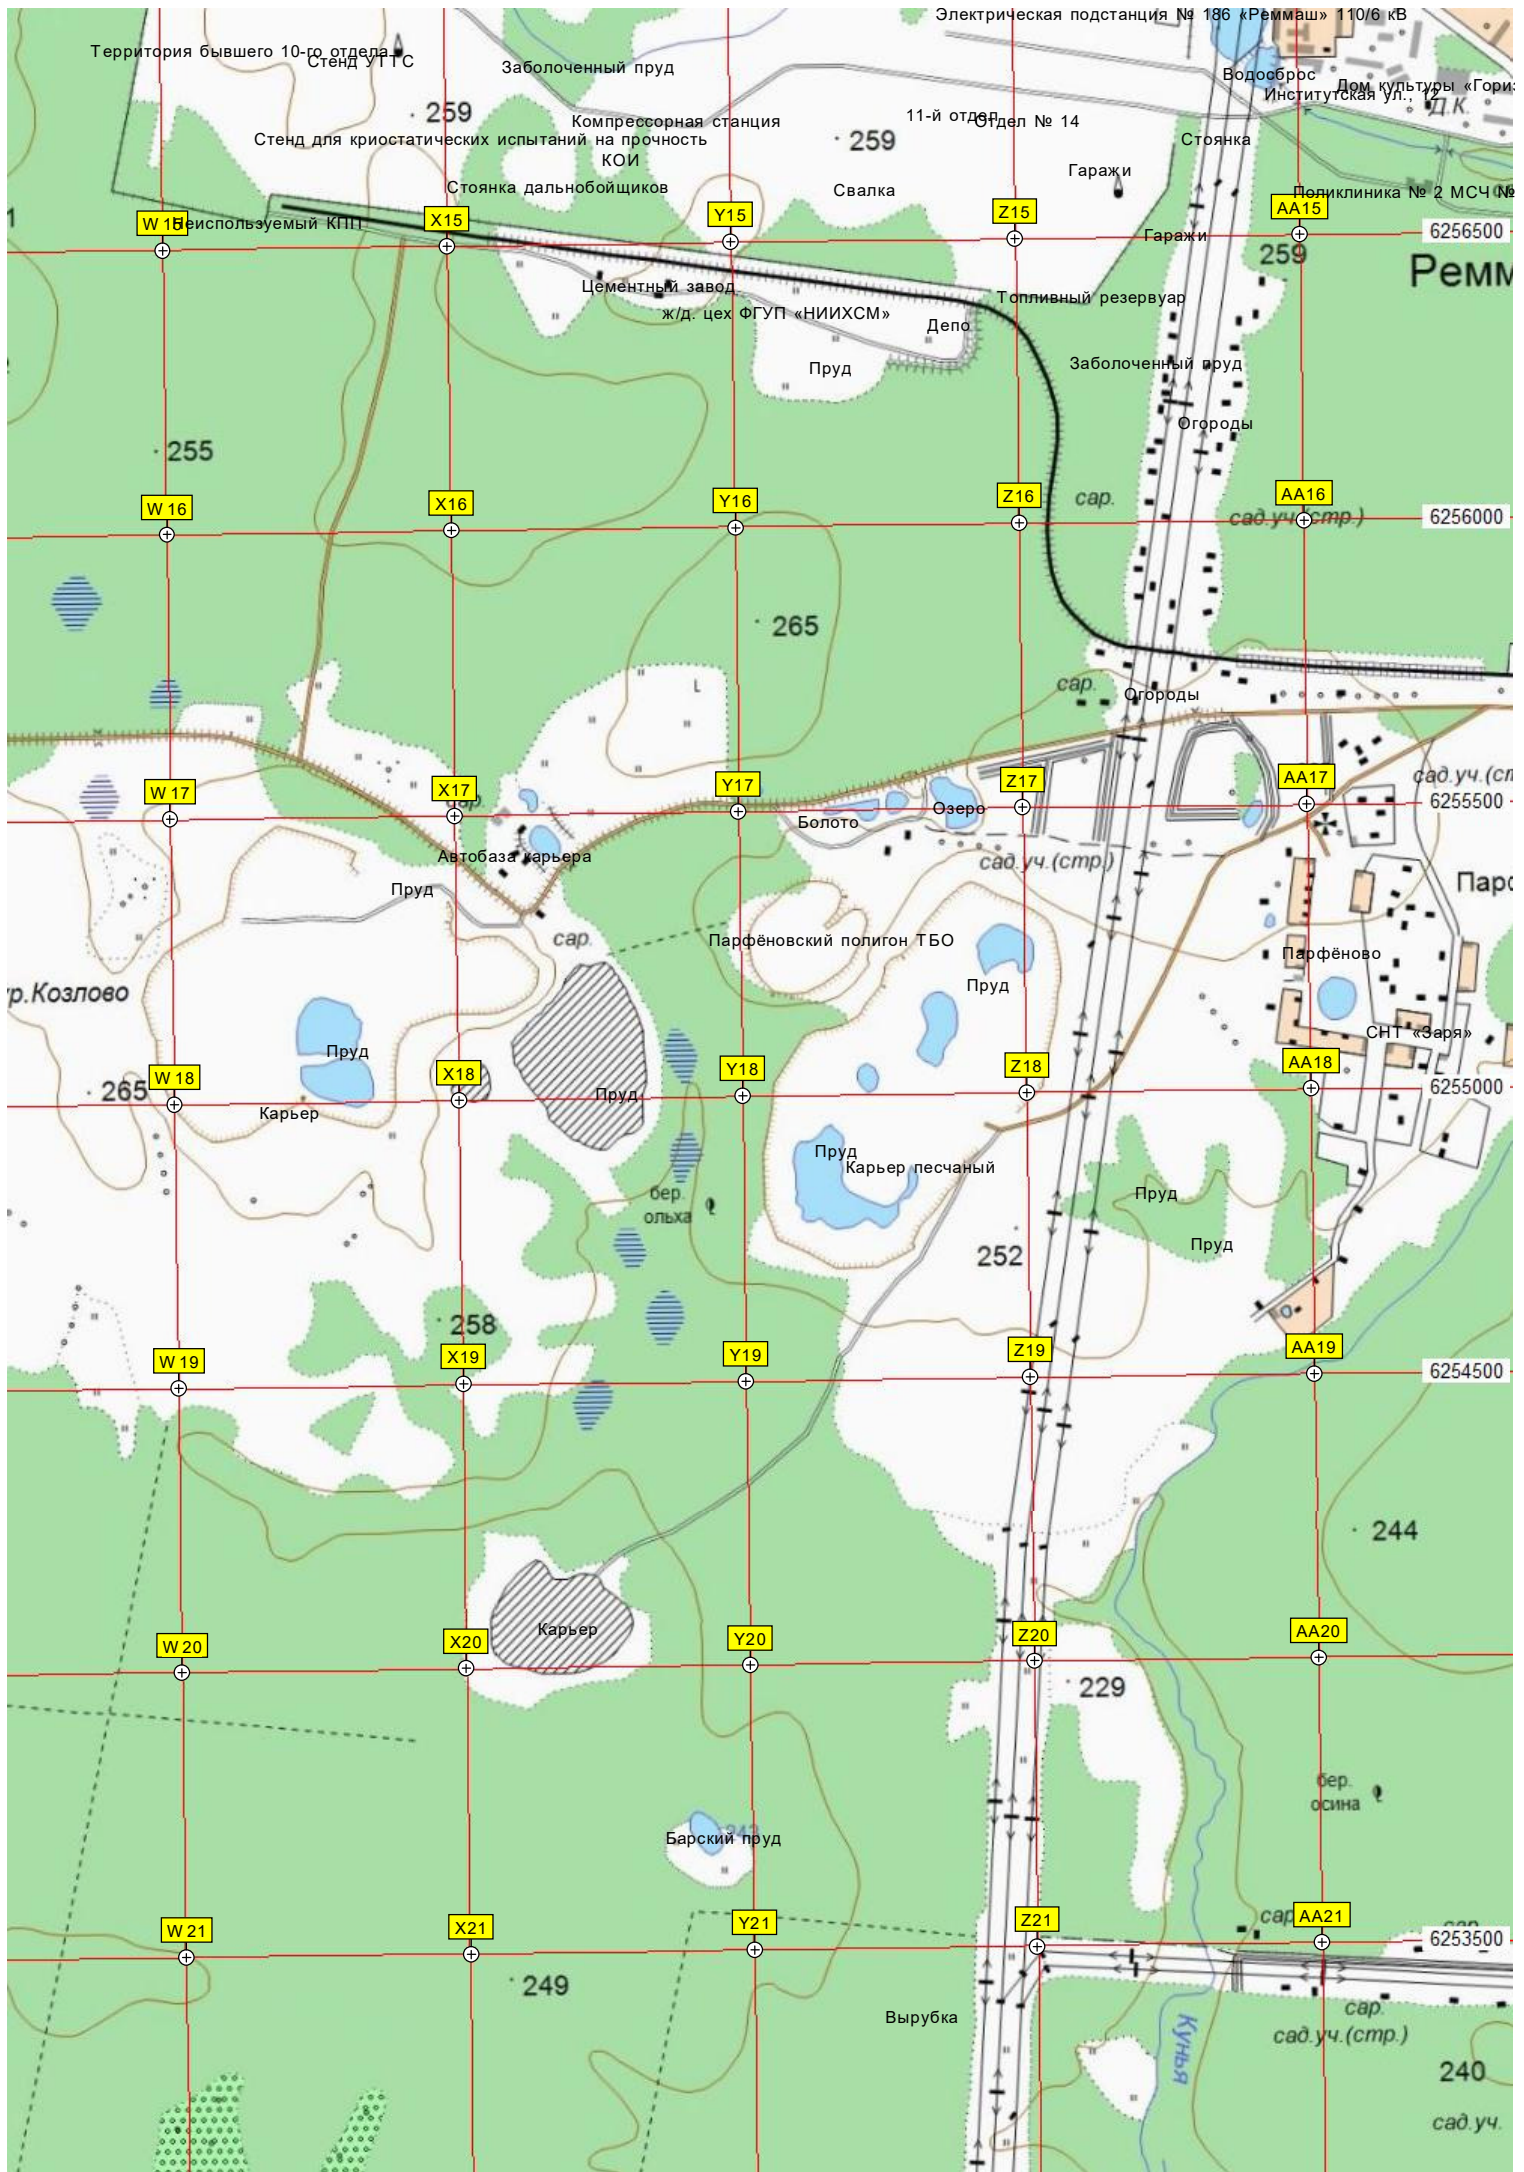 Электрическая подстанция № 186 «Реммаш» 110/6 кВ
Территория бывшего 10-го отдела
Стенд УТТС
Заболоченный пруд
Водосброс
Дом культуры «Гориз
Институтская ул., 12
Д.К.
259
Компрессорная станция
11-й отдел
Отдел № 14
259
Стенд для криостатических испытаний на прочность
КОИ
Стоянка
Гаражи
Стоянка дальнобойщиков
Свалка
Поликлиника № 2 МСЧ №
W 15
Неиспользуемый КПП
X15
Y15
Z15
AA15
6256500
Гаражи
259
Ремм
Цементный завод
ж/д. цех ФГУП «НИИХСМ»
Топливный резервуар
Депо
Пруд
Заболоченный пруд
Огороды
255
W 16
X16
Y16
Z16
сар.
AA16
сад.уч.(стр.)
6256000
265
сар.
Огороды
W 17
X17
сар.
Y17
Z17
AA17
сад.уч.(ст
6255500
Озеро
Болото
Автобаза карьера
сад.уч.(стр.)
Пруд
Парс
сар.
Парфёновский полигон ТБО
Парфёново
Пруд
р.Козлово
СНТ «Заря»
Пруд
W 18
X18
Y18
Z18
AA18
265
6255000
Пруд
Карьер
Пруд
Карьер песчаный
бер.
ольха
Пруд
Пруд
252
258
W 19
X19
Y19
Z19
AA19
6254500
244
Карьер
W 20
X20
Y20
Z20
AA20
229
бер.
осина
Барский пруд
243
W 21
X21
Y21
Z21
сар
AA21
сар.
6253500
249
Вырубка
сар.
сад.уч.(стр.)
Кунья
240
сад.уч.